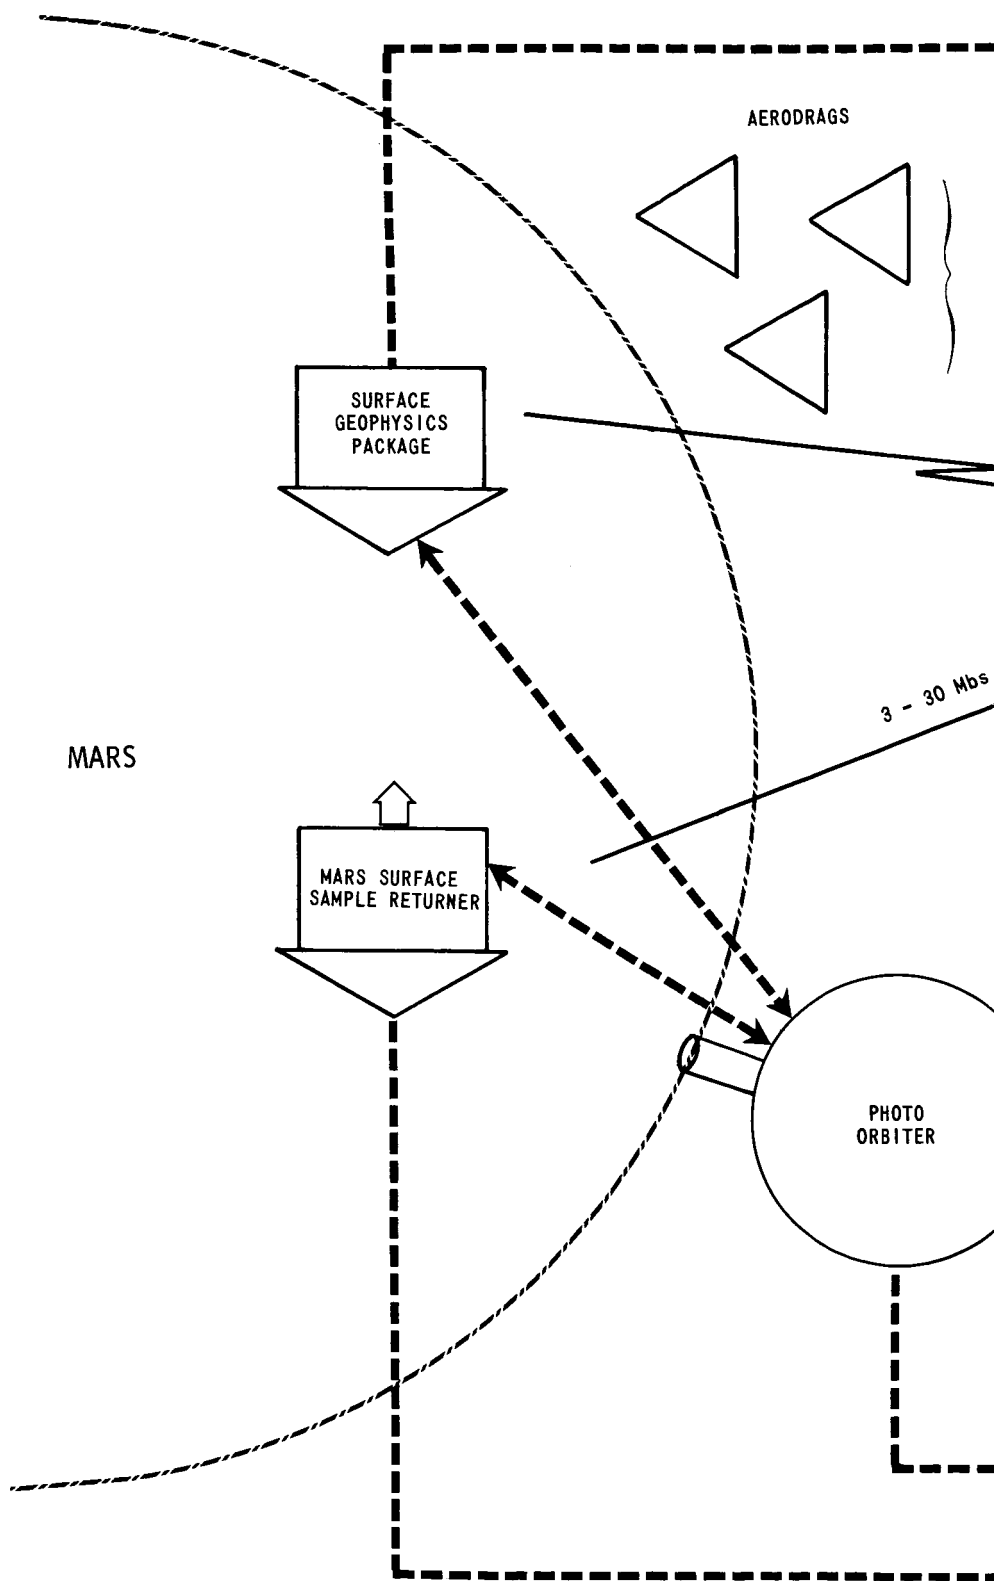 AERODRAGS
SURFACE
GEOPHYSICS
PACKAGE
3 - 30 Mbs
MARS
MARS SURFACE
SAMPLE RETURNER
PHOTO
ORBITER